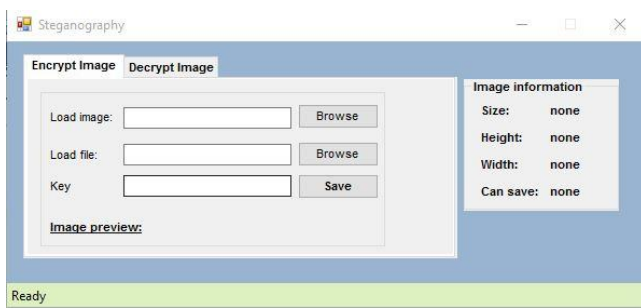 Steganography
Encrypt Image Decrypt Image
Load image: Browse
Load file: Browse
Key Save
Image preview:
Image information
Size: none
Height: none
Width: none
Can save: none
Ready